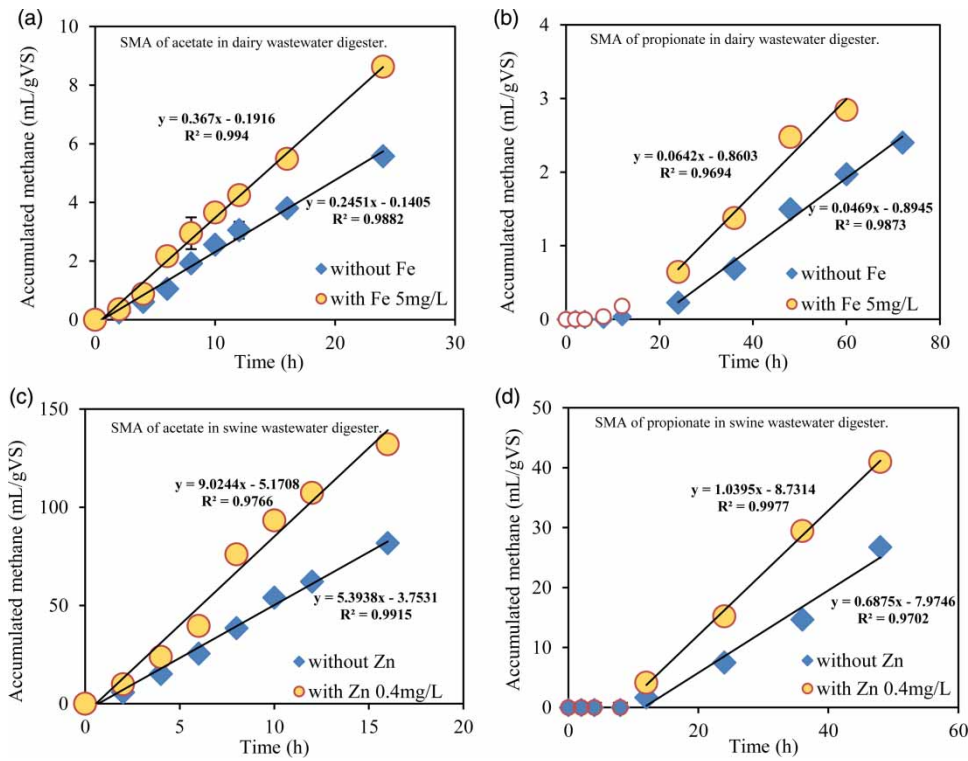 (a)
SMA of acetate in dairy wastewater digester.
Accumulated methane (mL/gVS)
10
8
6
4
2
0
y = 0.367x - 0.1916
R² = 0.994
y = 0.2451x - 0.1405
R² = 0.9882
without Fe
with Fe 5mg/L
0
10
20
30
Time (h)
(b)
SMA of propionate in dairy wastewater digester.
Accumulated methane (mL/gVS)
4
3
2
1
0
y = 0.0642x - 0.8603
R² = 0.9694
y = 0.0469x - 0.8945
R² = 0.9873
without Fe
with Fe 5mg/L
0
20
40
60
80
Time (h)
(c)
SMA of acetate in swine wastewater digester.
Accumulated methane (mL/gVS)
150
100
50
0
y = 9.0244x - 5.1708
R² = 0.9766
y = 5.3938x - 3.7531
R² = 0.9915
without Zn
with Zn 0.4mg/L
0
5
10
15
20
Time (h)
(d)
SMA of propionate in swine wastewater digester.
Accumulated methane (mL/gVS)
50
40
30
20
10
0
y = 1.0395x - 8.7314
R² = 0.9977
y = 0.6875x - 7.9746
R² = 0.9702
without Zn
with Zn 0.4mg/L
0
20
40
60
Time (h)